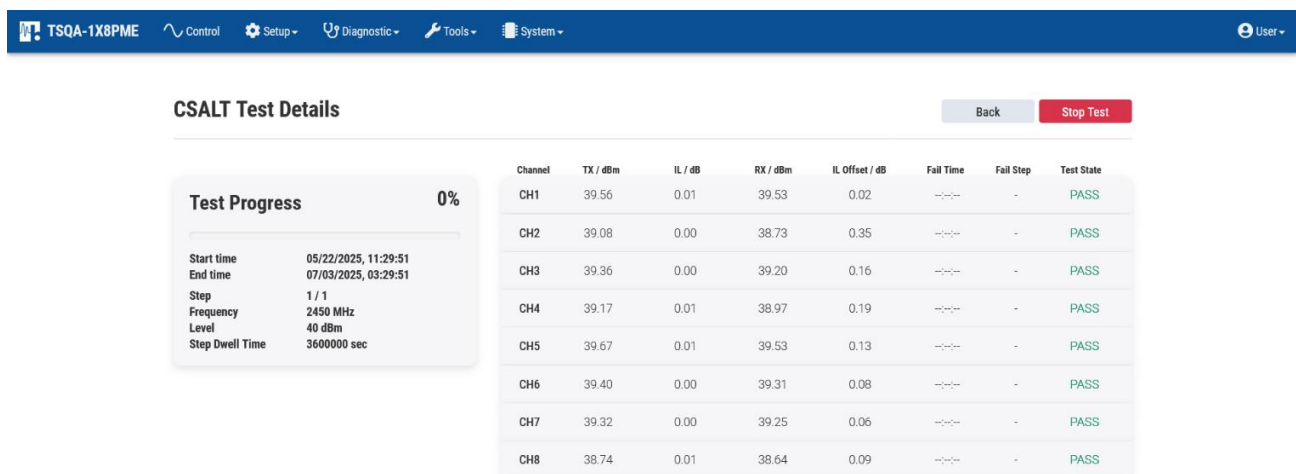 TSQA-1X8PME Control Setup Diagnostic Tools System User
CSALT Test Details
Back Stop Test
Test Progress 0%
Start time 05/22/2025, 11:29:51
End time 07/03/2025, 03:29:51
Step 1 / 1
Frequency 2450 MHz
Level 40 dBm
Step Dwell Time 3600000 sec
Channel TX / dBm IL / dB RX / dBm IL Offset / dB Fail Time Fail Step Test State
CH1 39.56 0.01 39.53 0.02 --:--:-- - PASS
CH2 39.08 0.00 38.73 0.35 --:--:-- - PASS
CH3 39.36 0.00 39.20 0.16 --:--:-- - PASS
CH4 39.17 0.01 38.97 0.19 --:--:-- - PASS
CH5 39.67 0.01 39.53 0.13 --:--:-- - PASS
CH6 39.40 0.00 39.31 0.08 --:--:-- - PASS
CH7 39.32 0.00 39.25 0.06 --:--:-- - PASS
CH8 38.74 0.01 38.64 0.09 --:--:-- - PASS